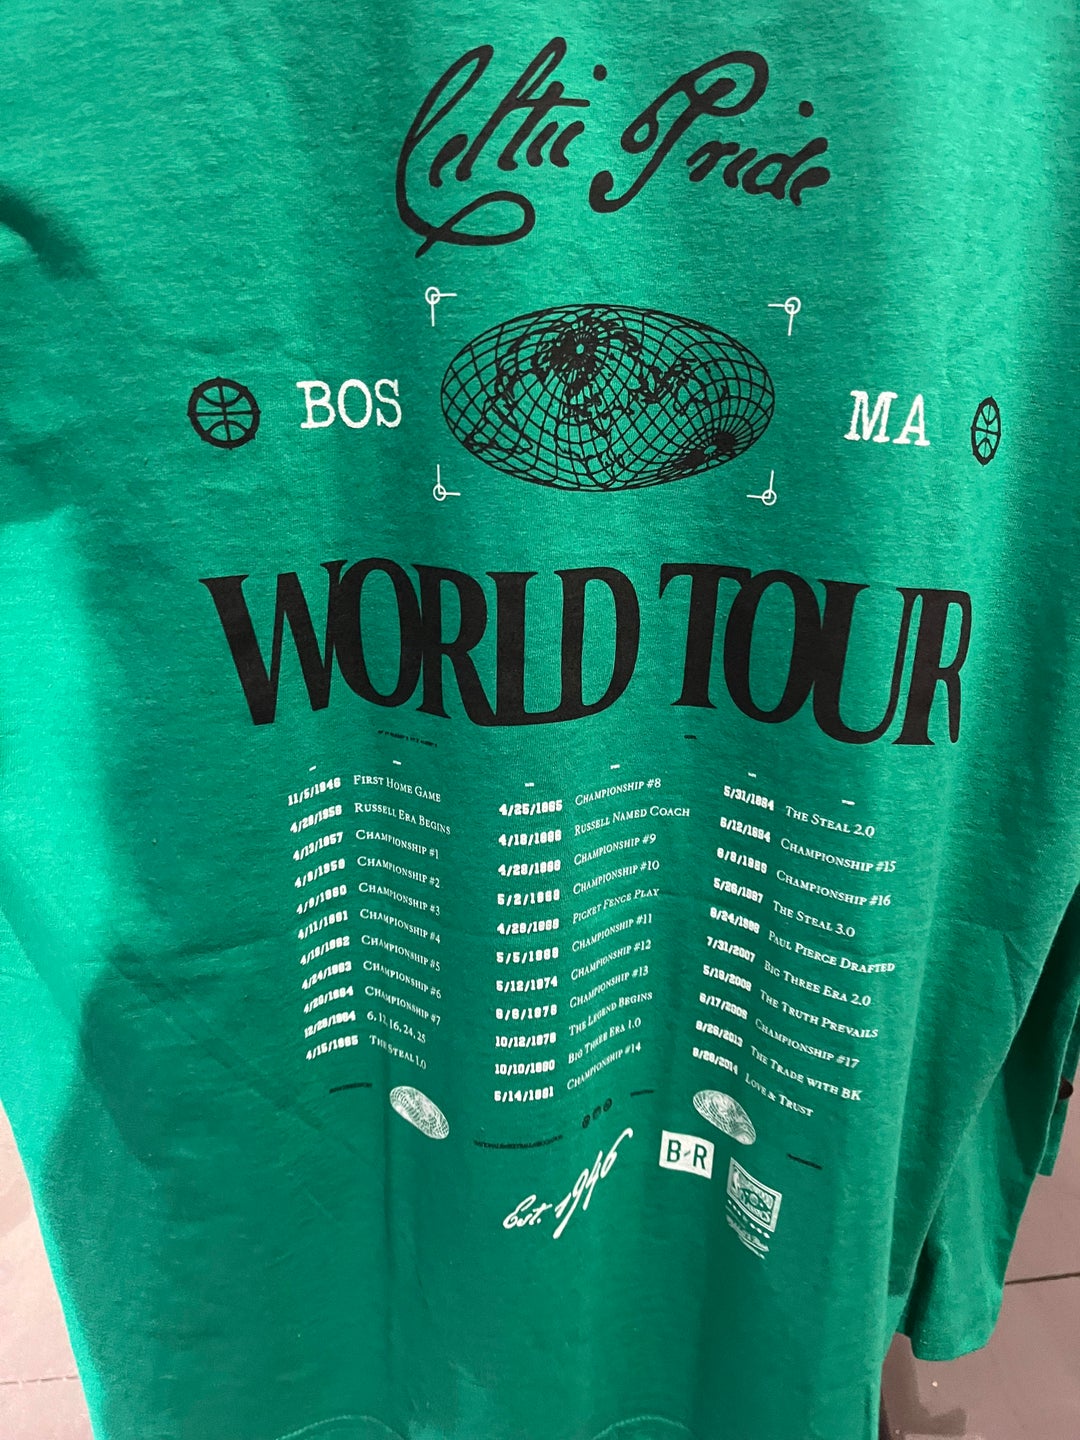 Celtic Pride
BOS MA
WORLD TOUR
11/5/1946 FIRST HOME GAME
4/29/1956 RUSSELL ERA BEGINS
4/13/1957 CHAMPIONSHIP #1
4/9/1959 CHAMPIONSHIP #2
4/9/1960 CHAMPIONSHIP #3
4/11/1961 CHAMPIONSHIP #4
4/18/1962 CHAMPIONSHIP #5
4/24/1963 CHAMPIONSHIP #6
4/26/1964 CHAMPIONSHIP #7
12/29/1964 6, 17, 16, 24, 25
4/15/1965 THE STEAL 1.0
4/25/1965 CHAMPIONSHIP #8
4/18/1966 RUSSELL NAMED COACH
4/28/1966 CHAMPIONSHIP #9
5/2/1968 CHAMPIONSHIP #10
4/29/1969 PICKET FENCE PLAY
5/5/1969 CHAMPIONSHIP #11
5/12/1974 CHAMPIONSHIP #12
6/6/1976 CHAMPIONSHIP #13
10/12/1979 THE LEGEND BEGINS
10/10/1980 BIG THREE ERA 1.0
5/14/1981 CHAMPIONSHIP #14
5/31/1984 THE STEAL 2.0
6/12/1984 CHAMPIONSHIP #15
6/8/1986 CHAMPIONSHIP #16
5/26/1987 THE STEAL 3.0
6/24/1998 PAUL PIERCE DRAFTED
7/31/2007 BIG THREE ERA 2.0
5/18/2008 THE TRUTH PREVAILS
6/17/2008 CHAMPIONSHIP #17
6/28/2013 THE TRADE WITH BK
6/26/2014 LOVE & TRUST
Est. 1946
B-R